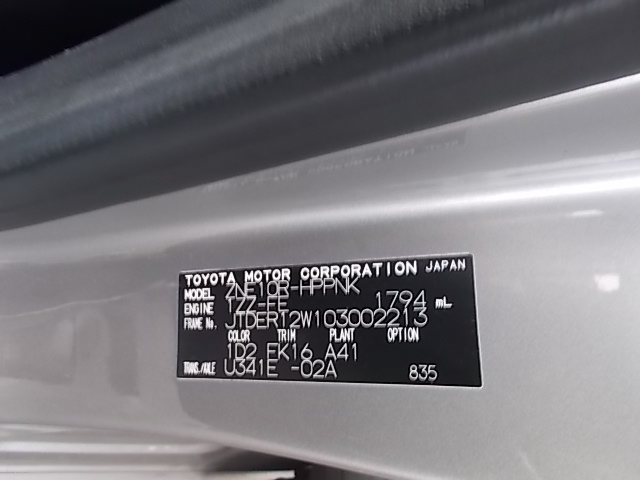 TOYOTA MOTOR CORPORATION JAPAN
MODEL ZNE10R-HPPNK
ENGINE 1ZZ-FE 1794 mL
FRAME No. JTDERT2W103002213
COLOR TRIM PLANT OPTION
1D2 EK16 A41
TRANS./AXLE U341E -02A 835